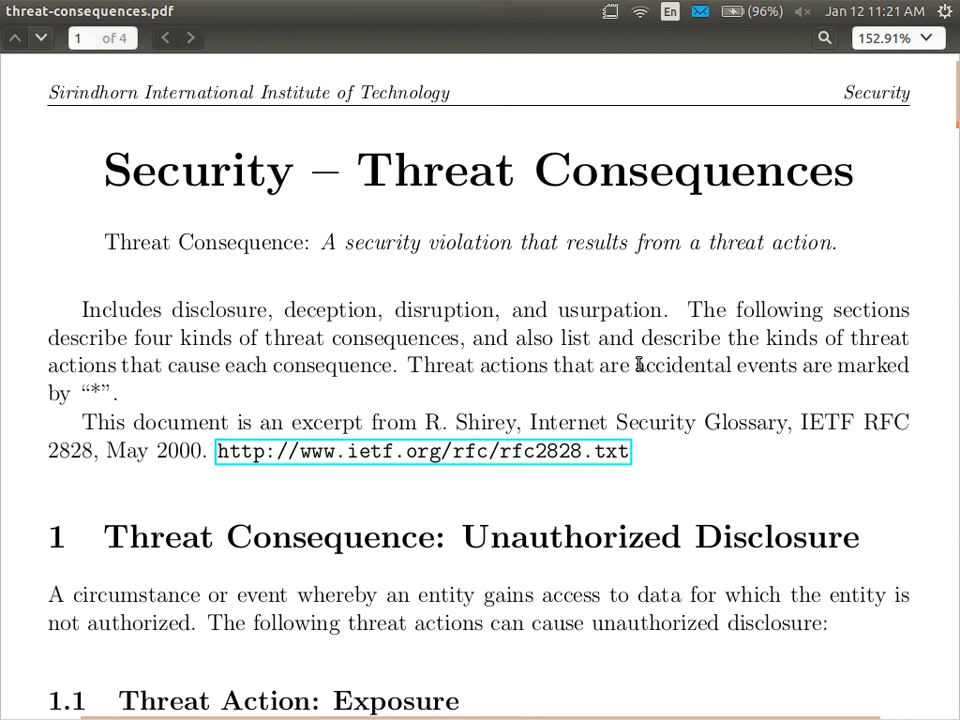 threat-consequences.pdf En (96%) Jan 12 11:21 AM
1 of 4 152.91%
Sirindhorn International Institute of Technology Security
Security – Threat Consequences
Threat Consequence: A security violation that results from a threat action.
Includes disclosure, deception, disruption, and usurpation. The following sections
describe four kinds of threat consequences, and also list and describe the kinds of threat
actions that cause each consequence. Threat actions that are accidental events are marked
by “*”.
This document is an excerpt from R. Shirey, Internet Security Glossary, IETF RFC
2828, May 2000. http://www.ietf.org/rfc/rfc2828.txt
1 Threat Consequence: Unauthorized Disclosure
A circumstance or event whereby an entity gains access to data for which the entity is
not authorized. The following threat actions can cause unauthorized disclosure:
1.1 Threat Action: Exposure